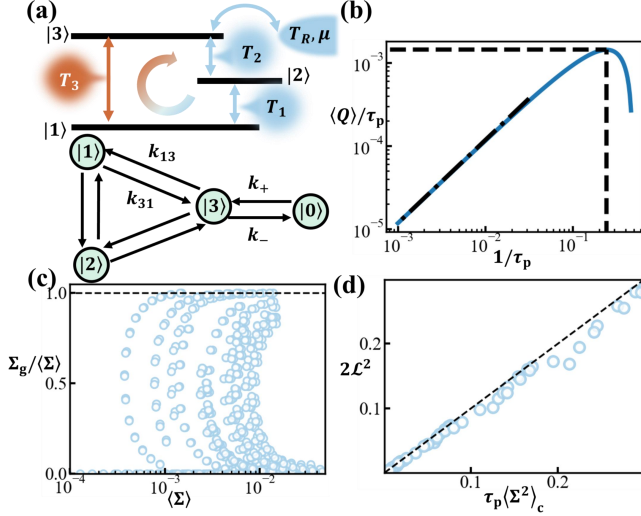 (a)
|3⟩
T_R, μ
T_3
T_2
|2⟩
T_1
|1⟩
|1⟩
k_13
k_31
|3⟩
k_+
|0⟩
k_−
|2⟩
(b)
10^−3
⟨Q⟩/τ_p
10^−4
10^−5
10^−3
10^−2
10^−1
1/τ_p
(c)
1.0
Σ_g/⟨Σ⟩
0.5
0.0
10^−4
10^−3
10^−2
⟨Σ⟩
(d)
0.2
2ℒ^2
0.1
0.1
0.2
τ_p⟨Σ^2⟩_c